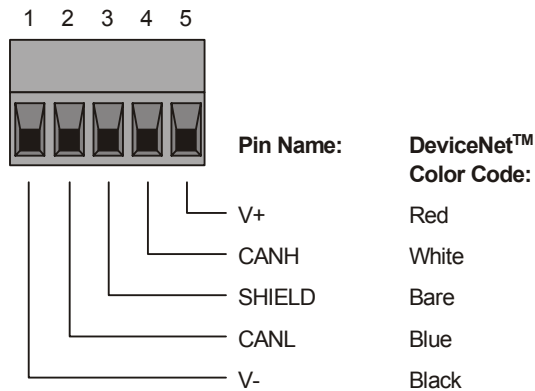 1 2 3 4 5
Pin Name: DeviceNet™
Color Code:
V+ Red
CANH White
SHIELD Bare
CANL Blue
V- Black